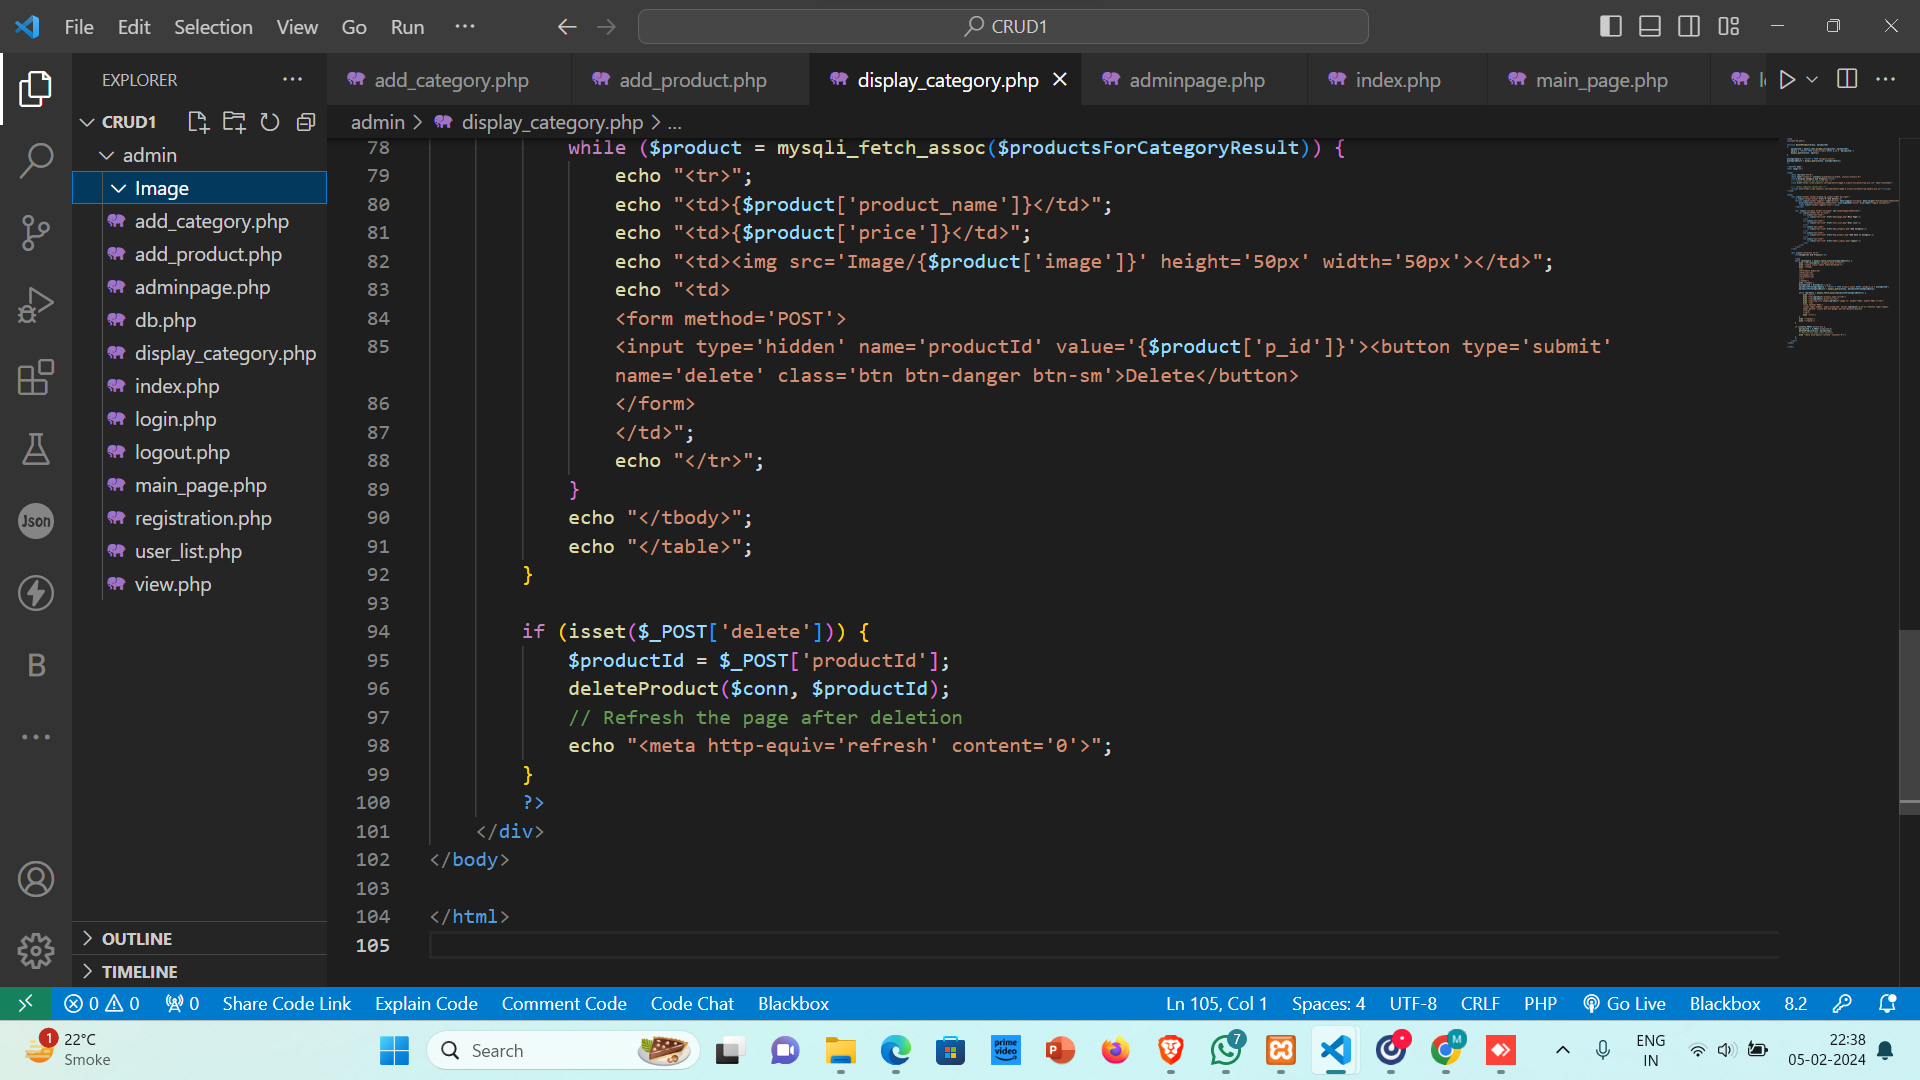 File Edit Selection View Go Run ···
CRUD1
EXPLORER
add_category.php add_product.php display_category.php adminpage.php index.php main_page.php
admin > display_category.php > ...
CRUD1
admin
Image
add_category.php
add_product.php
adminpage.php
db.php
display_category.php
index.php
login.php
logout.php
main_page.php
registration.php
user_list.php
view.php
OUTLINE
TIMELINE
Json
B
78 while ($product = mysqli_fetch_assoc($productsForCategoryResult)) {
79 echo "<tr>";
80 echo "<td>{$product['product_name']}</td>";
81 echo "<td>{$product['price']}</td>";
82 echo "<td><img src='Image/{$product['image']}' height='50px' width='50px'></td>";
83 echo "<td>
84 <form method='POST'>
85 <input type='hidden' name='productId' value='{$product['p_id']}'><button type='submit'
name='delete' class='btn btn-danger btn-sm'>Delete</button>
86 </form>
87 </td>";
88 echo "</tr>";
89 }
90 echo "</tbody>";
91 echo "</table>";
92 }
93
94 if (isset($_POST['delete'])) {
95 $productId = $_POST['productId'];
96 deleteProduct($conn, $productId);
97 // Refresh the page after deletion
98 echo "<meta http-equiv='refresh' content='0'>";
99 }
100 ?>
101 </div>
102 </body>
103
104 </html>
105
0 0 0 Share Code Link Explain Code Comment Code Code Chat Blackbox
Ln 105, Col 1 Spaces: 4 UTF-8 CRLF PHP Go Live Blackbox 8.2
1 22°C
Smoke
Search
prime video
P
7
M
ENG
IN
22:38
05-02-2024